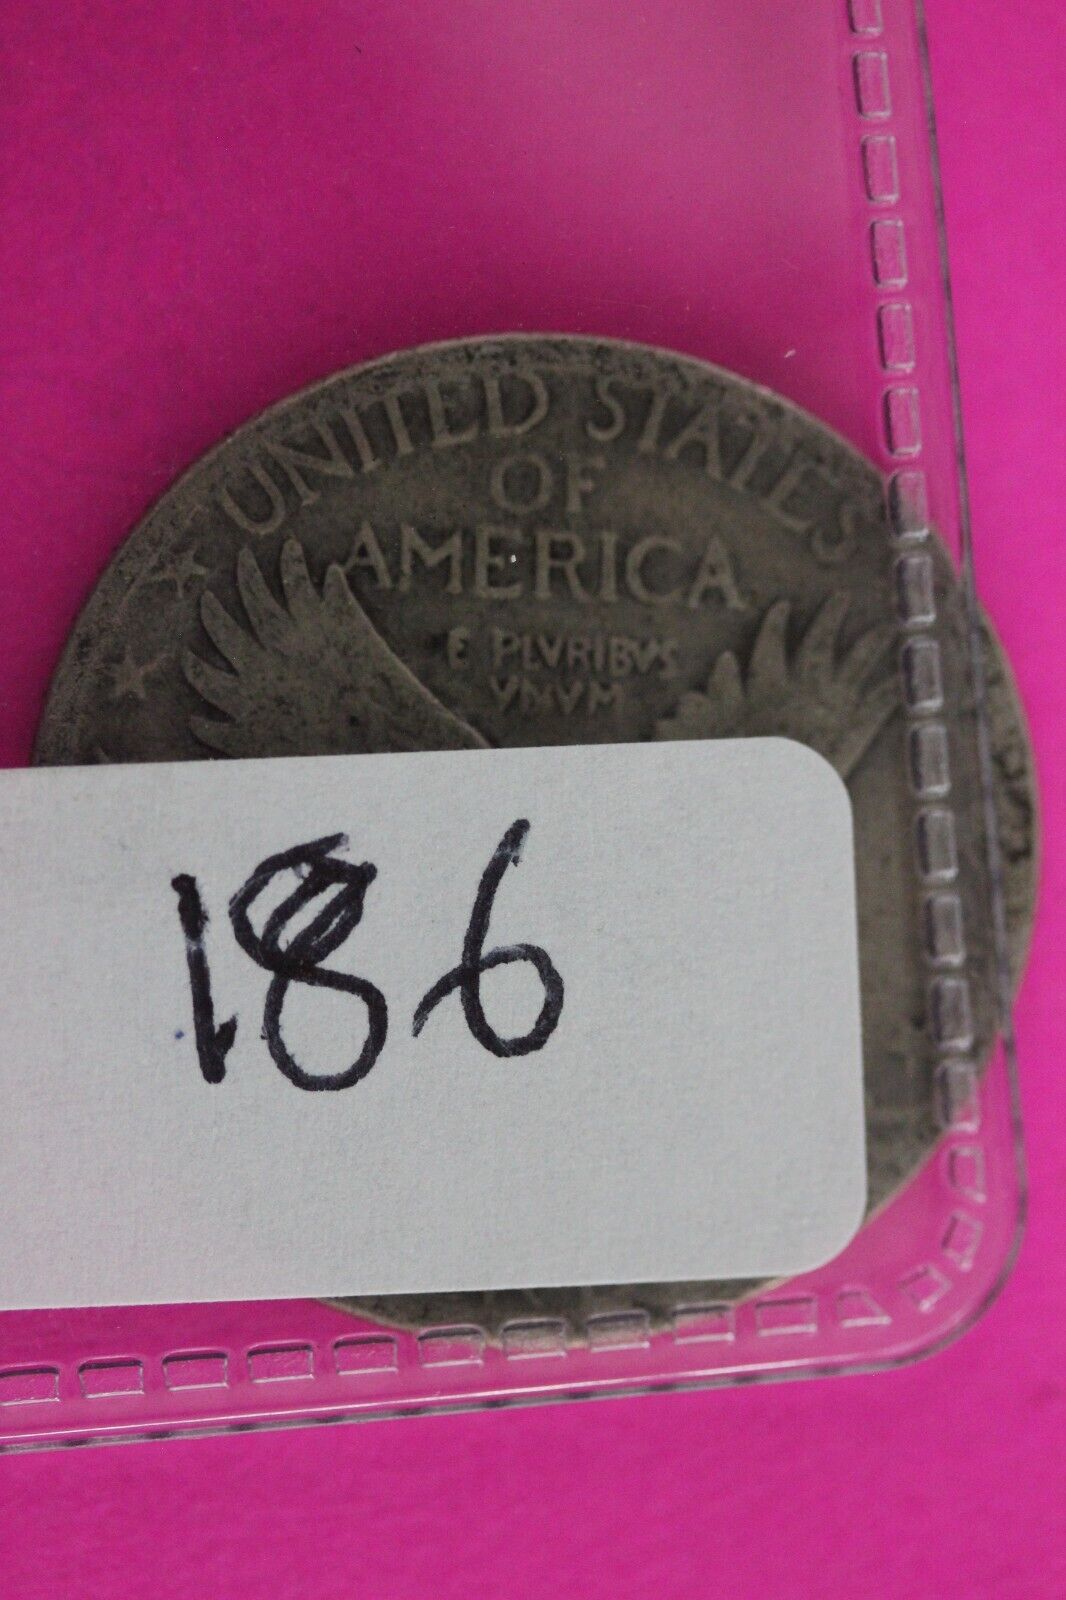 UNITED STATES
OF
AMERICA
E PLVRIBVS
VNVM
186